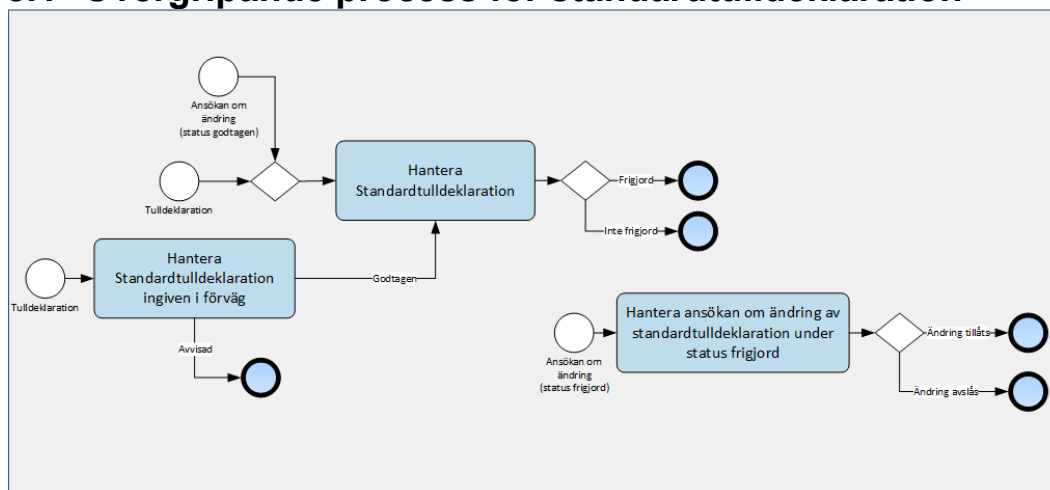 Övergripande process för standardtulldeklaration
Ansökan om
ändring
(status godtagen)
Tulldeklaration
Hantera
Standardtulldeklaration
Frigjord
Inte frigjord
Tulldeklaration
Hantera
Standardtulldeklaration
ingiven i förväg
Godtagen
Avvisad
Ansökan om
ändring
(status frigjord)
Hantera ansökan om ändring av
standardtulldeklaration under
status frigjord
Ändring tillåts
Ändring avslås